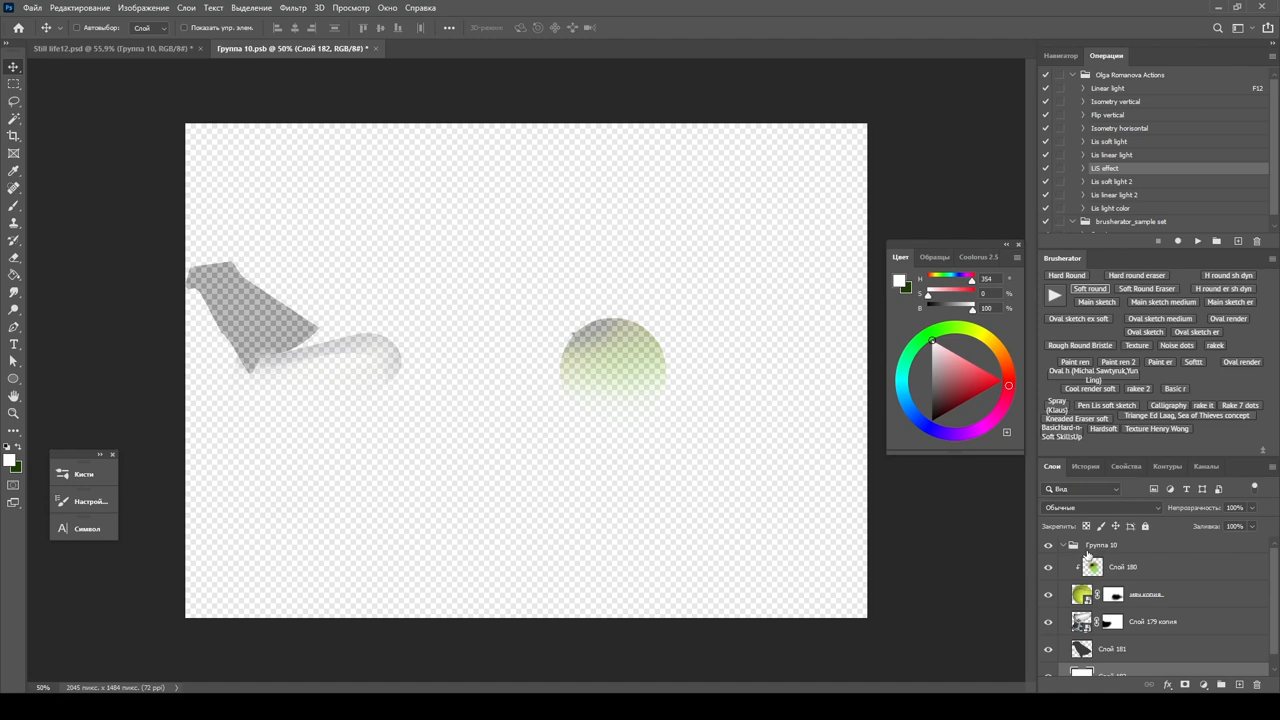 Ps Файл Редактирование Изображение Слои Текст Выделение Фильтр 3D Просмотр Окно Справка
Автовыбор: Слой Показать упр. элем. 3D-режим:
Still life12.psd @ 55,9% (Группа 10, RGB/8#) * × Группа 10.psb @ 50% (Слой 182, RGB/8#) * ×
Навигатор Операции
Olga Romanova Actions
Linear light F12
Isometry vertical
Flip vertical
Isometry horisontal
Lis soft light
Lis linear light
LiS effect
Lis soft light 2
Lis linear light 2
Lis light color
brusherator_sample set
Цвет Образцы Coolorus 2.5
H 354 °
S 0 %
B 100 %
Brusherator
Hard Round Hard round eraser H round sh dyn
Soft round Soft Round Eraser H round er sh dyn
Main sketch Main sketch medium Main sketch er
Oval sketch ex soft Oval sketch medium Oval render
Oval sketch Oval sketch er
Rough Round Bristle Texture Noise dots rakek
Paint ren Paint ren 2 Paint er Softtt Oval render
Oval h (Michal Sawtyruk,Yun Ling)
Cool render soft rakee 2 Basic r
Spray (Klaus) Pen Lis soft sketch Calligraphy rake it Rake 7 dots
Kneaded Eraser soft Triange Ed Laag, Sea of Thieves concept
BasicHard-n-Soft SkillsUp Hardsoft Texture Henry Wong
Кисти
Настрой...
A| Символ
Слои История Свойства Контуры Каналы
Вид
Обычные Непрозрачность: 100%
Закрепить: Заливка: 100%
Группа 10
Слой 180
Слой 179 копия
Слой 181
50% 2045 пикс. x 1484 пикс. (72 ppi)